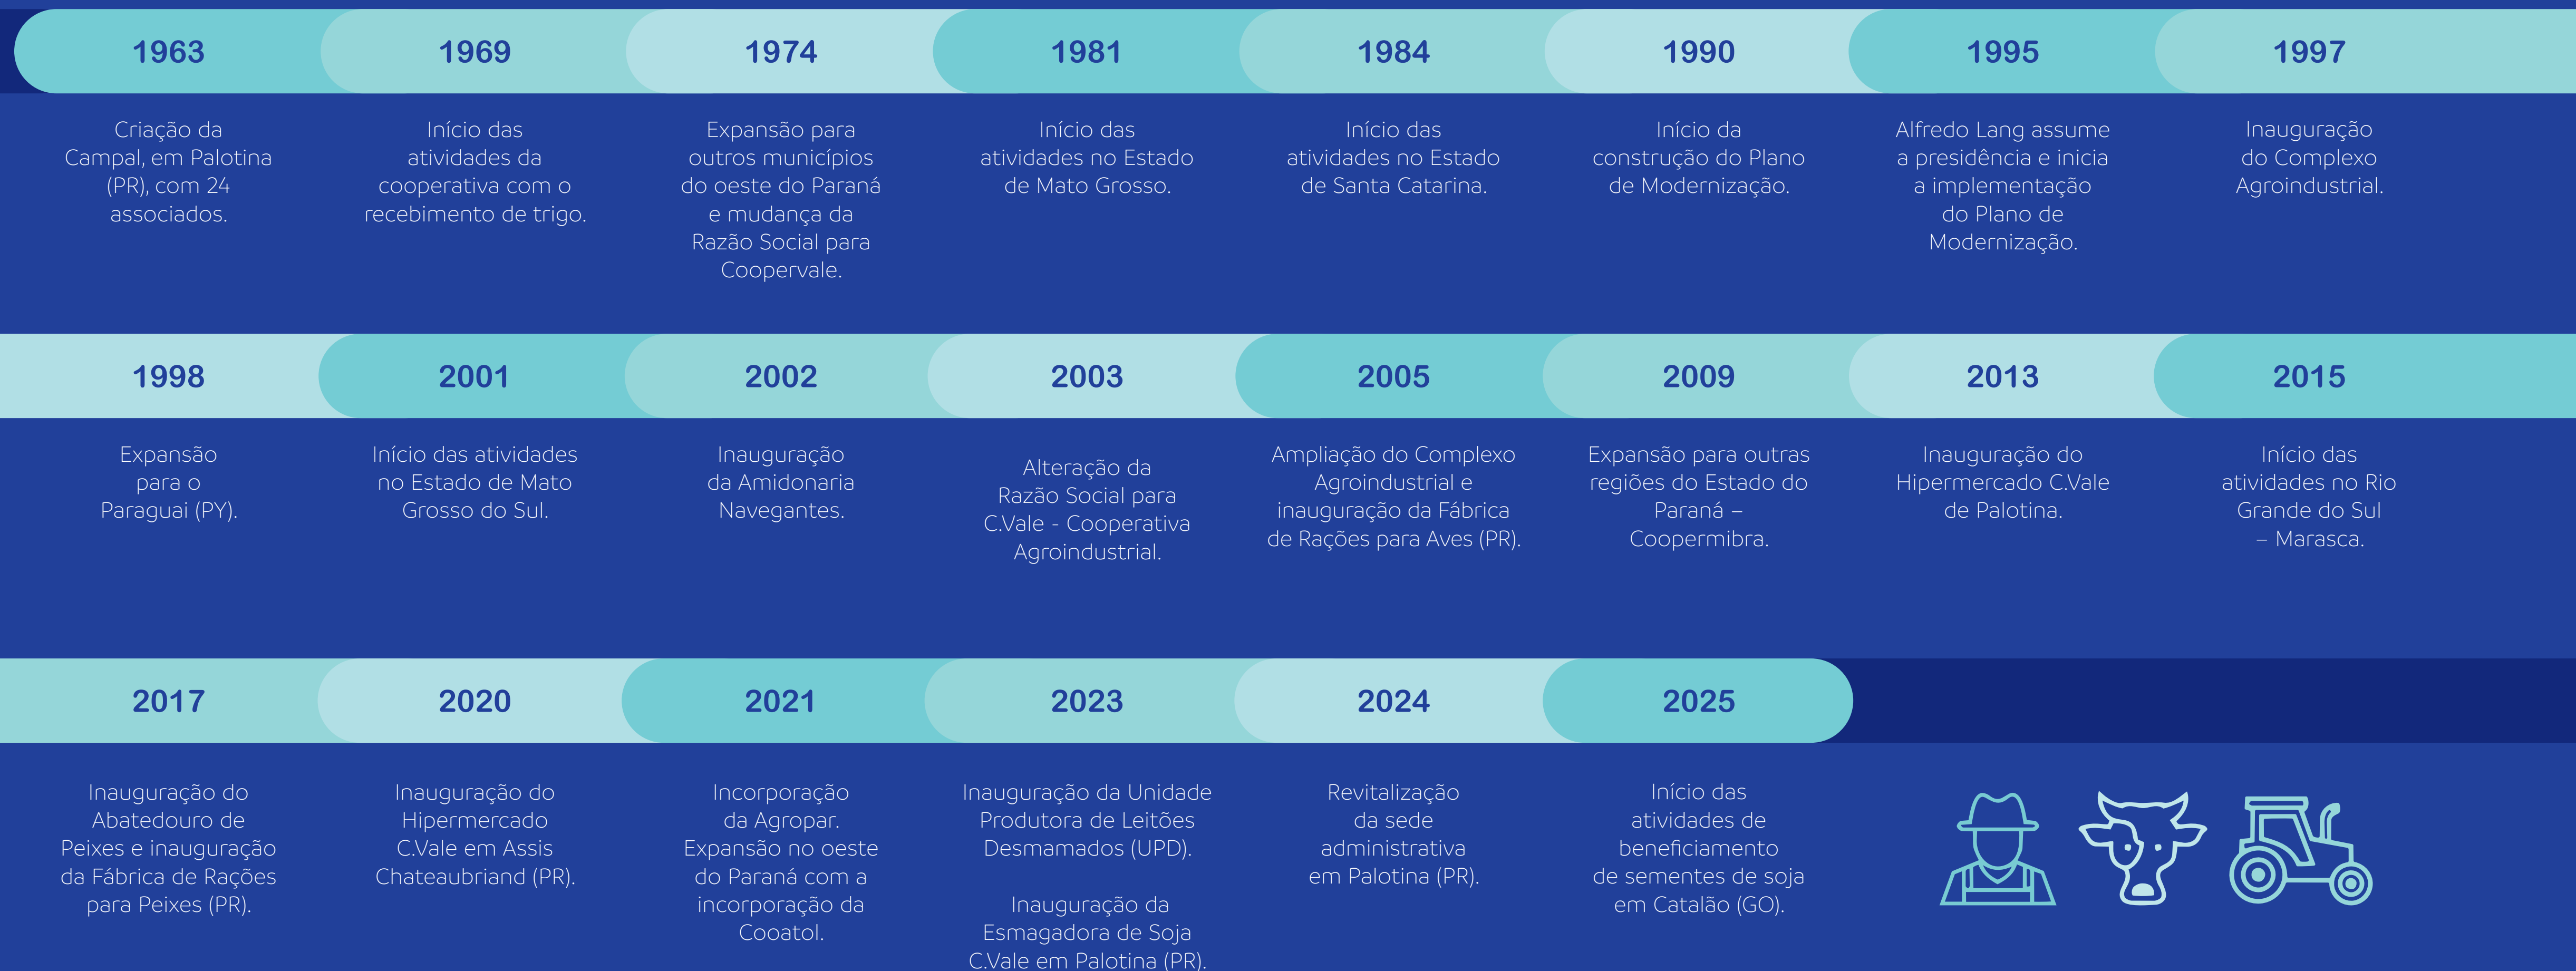 1963
Criação da
Campal, em Palotina
(PR), com 24
associados.
1969
Início das
atividades da
cooperativa com o
recebimento de trigo.
1974
Expansão para
outros municípios
do oeste do Paraná
e mudança da
Razão Social para
Coopervale.
1981
Início das
atividades no Estado
de Mato Grosso.
1984
Início das
atividades no Estado
de Santa Catarina.
1990
Início da
construção do Plano
de Modernização.
1995
Alfredo Lang assume
a presidência e inicia
a implementação
do Plano de
Modernização.
1997
Inauguração
do Complexo
Agroindustrial.
1998
Expansão
para o
Paraguai (PY).
2001
Início das atividades
no Estado de Mato
Grosso do Sul.
2002
Inauguração
da Amidonaria
Navegantes.
2003
Alteração da
Razão Social para
C.Vale - Cooperativa
Agroindustrial.
2005
Ampliação do Complexo
Agroindustrial e
inauguração da Fábrica
de Rações para Aves (PR).
2009
Expansão para outras
regiões do Estado do
Paraná –
Coopermibra.
2013
Inauguração do
Hipermercado C.Vale
de Palotina.
2015
Início das
atividades no Rio
Grande do Sul
– Marasca.
2017
Inauguração do
Abatedouro de
Peixes e inauguração
da Fábrica de Rações
para Peixes (PR).
2020
Inauguração do
Hipermercado
C.Vale em Assis
Chateaubriand (PR).
2021
Incorporação
da Agropar.
Expansão no oeste
do Paraná com a
incorporação da
Cooatol.
2023
Inauguração da Unidade
Produtora de Leitões
Desmamados (UPD).
Inauguração da
Esmagadora de Soja
C.Vale em Palotina (PR).
2024
Revitalização
da sede
administrativa
em Palotina (PR).
2025
Início das
atividades de
beneficiamento
de sementes de soja
em Catalão (GO).